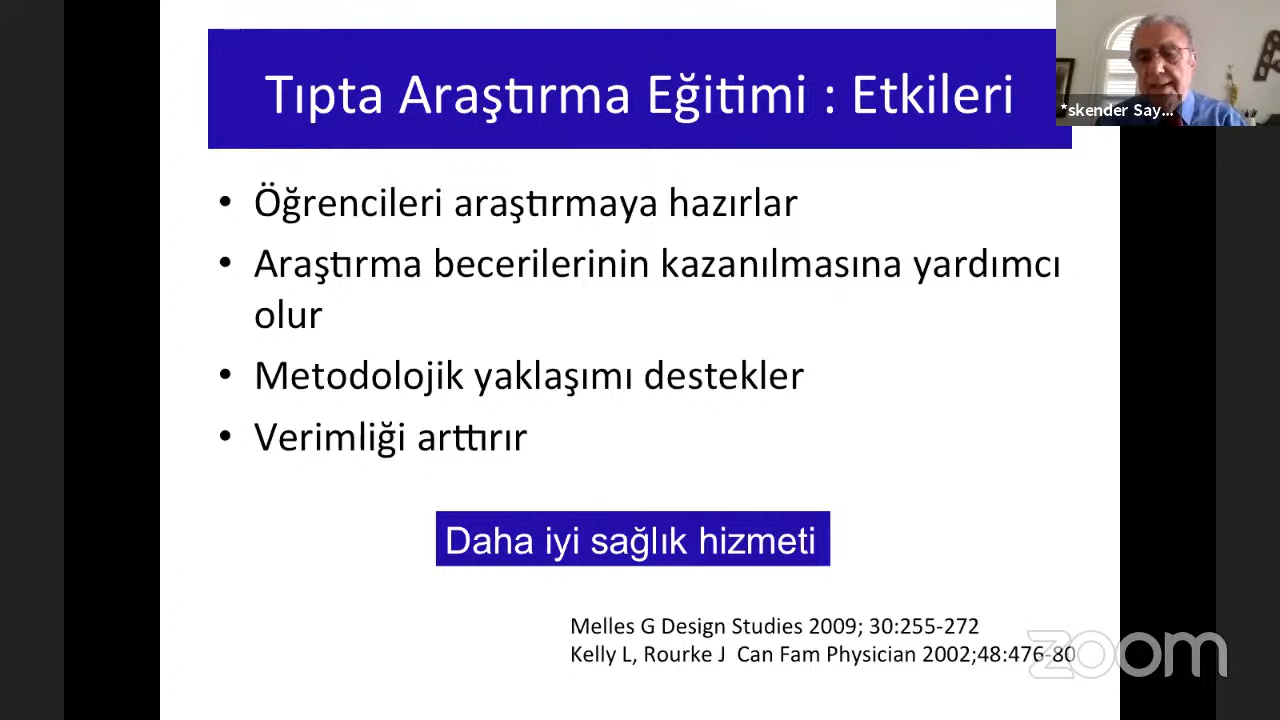 Tıpta Araştırma Eğitimi : Etkileri
*skender Say...
• Öğrencileri araştırmaya hazırlar
• Araştırma becerilerinin kazanılmasına yardımcı
olur
• Metodolojik yaklaşımı destekler
• Verimliği arttırır
Daha iyi sağlık hizmeti
Melles G Design Studies 2009; 30:255-272
Kelly L, Rourke J Can Fam Physician 2002;48:476-80
zoom